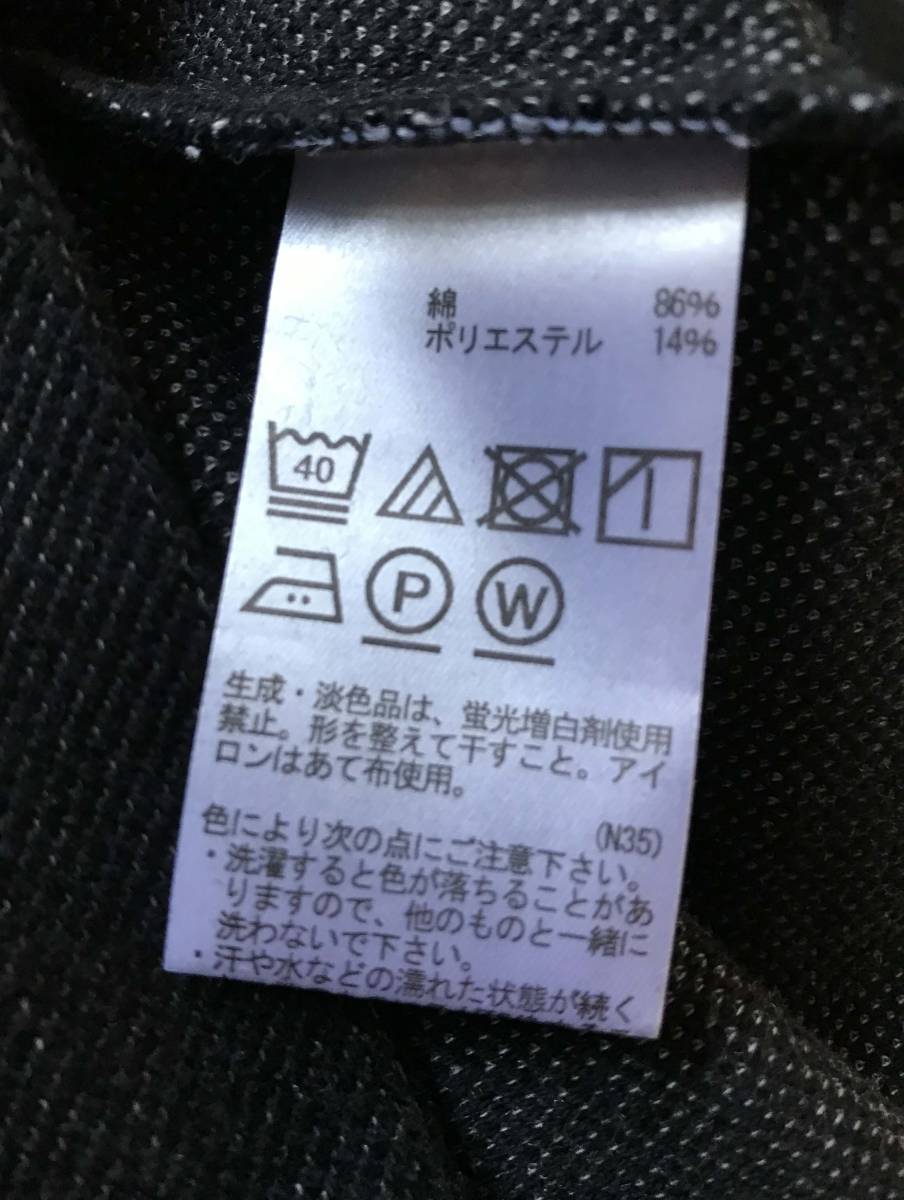 綿 86%
ポリエステル 14%
40
P W
生成・淡色品は、蛍光増白剤使用
禁止。形を整えて干すこと。アイ
ロンはあて布使用。
(N35)
色により次の点にご注意下さい。
・洗濯すると色が落ちることがあ
りますので、他のものと一緒に
洗わないで下さい。
・汗や水などの濡れた状態が続く